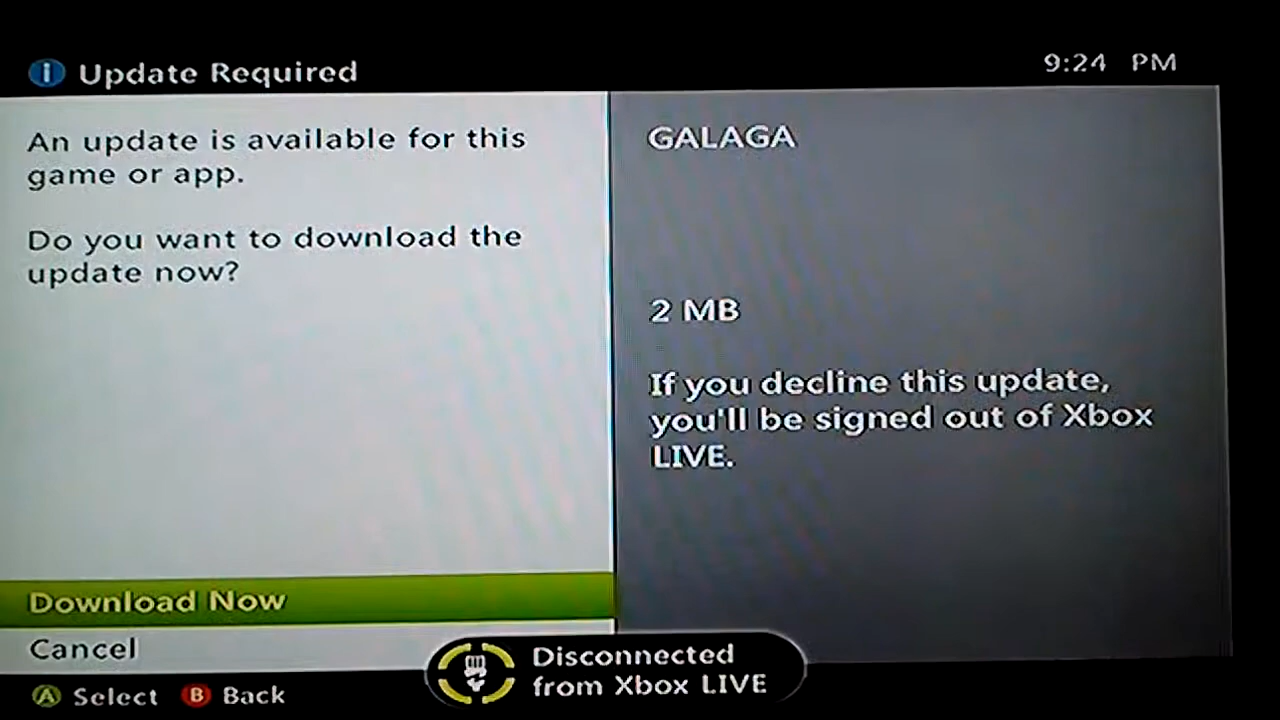 i Update Required
9:24 PM
An update is available for this
game or app.
Do you want to download the
update now?
GALAGA
2 MB
If you decline this update,
you'll be signed out of Xbox
LIVE.
Download Now
Cancel
A Select B Back
Disconnected
from Xbox LIVE